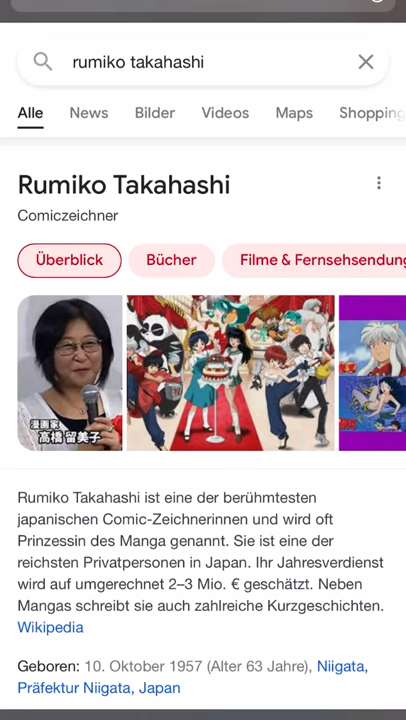 rumiko takahashi
Alle News Bilder Videos Maps Shopping
Rumiko Takahashi
Comiczeichner
Überblick Bücher Filme & Fernsehsendung
漫画家
高橋留美子
Rumiko Takahashi ist eine der berühmtesten
japanischen Comic-Zeichnerinnen und wird oft
Prinzessin des Manga genannt. Sie ist eine der
reichsten Privatpersonen in Japan. Ihr Jahresverdienst
wird auf umgerechnet 2–3 Mio. € geschätzt. Neben
Mangas schreibt sie auch zahlreiche Kurzgeschichten.
Wikipedia
Geboren: 10. Oktober 1957 (Alter 63 Jahre), Niigata,
Präfektur Niigata, Japan